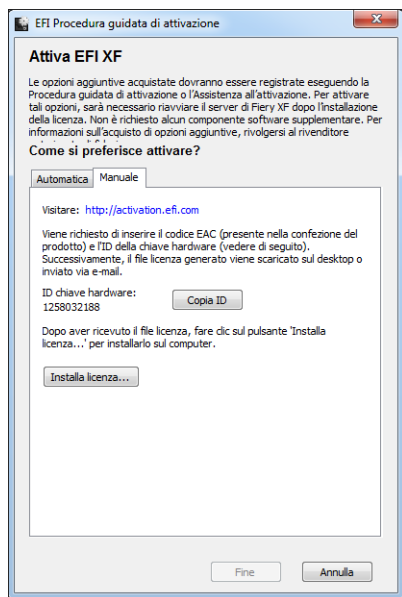 EFI Procedura guidata di attivazione
Attiva EFI XF
Le opzioni aggiuntive acquistate dovranno essere registrate eseguendo la
Procedura guidata di attivazione o l'Assistenza all'attivazione. Per attivare
tali opzioni, sarà necessario riavviare il server di Fiery XF dopo l'installazione
della licenza. Non è richiesto alcun componente software supplementare. Per
informazioni sull'acquisto di opzioni aggiuntive, rivolgersi al rivenditore
Come si preferisce attivare?
Automatica Manuale
Visitare: http://activation.efi.com
Viene richiesto di inserire il codice EAC (presente nella confezione del
prodotto) e l'ID della chiave hardware (vedere di seguito).
Successivamente, il file licenza generato viene scaricato sul desktop o
inviato via e-mail.
ID chiave hardware:
1258032188
Copia ID
Dopo aver ricevuto il file licenza, fare clic sul pulsante 'Installa
licenza...' per installarlo sul computer.
Installa licenza...
Fine Annulla